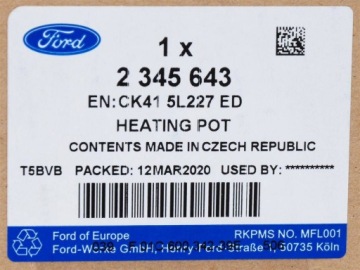 Ford
1 x
2 345 643
EN: CK41 5L227 ED
HEATING POT
CONTENTS MADE IN CZECH REPUBLIC
T5BVB PACKED: 12MAR2020 USED BY: **********
Ford of Europe RKPMS NO. MFL001
Ford-Werke GmbH, Henry Ford-Straße 1, 50735 Köln